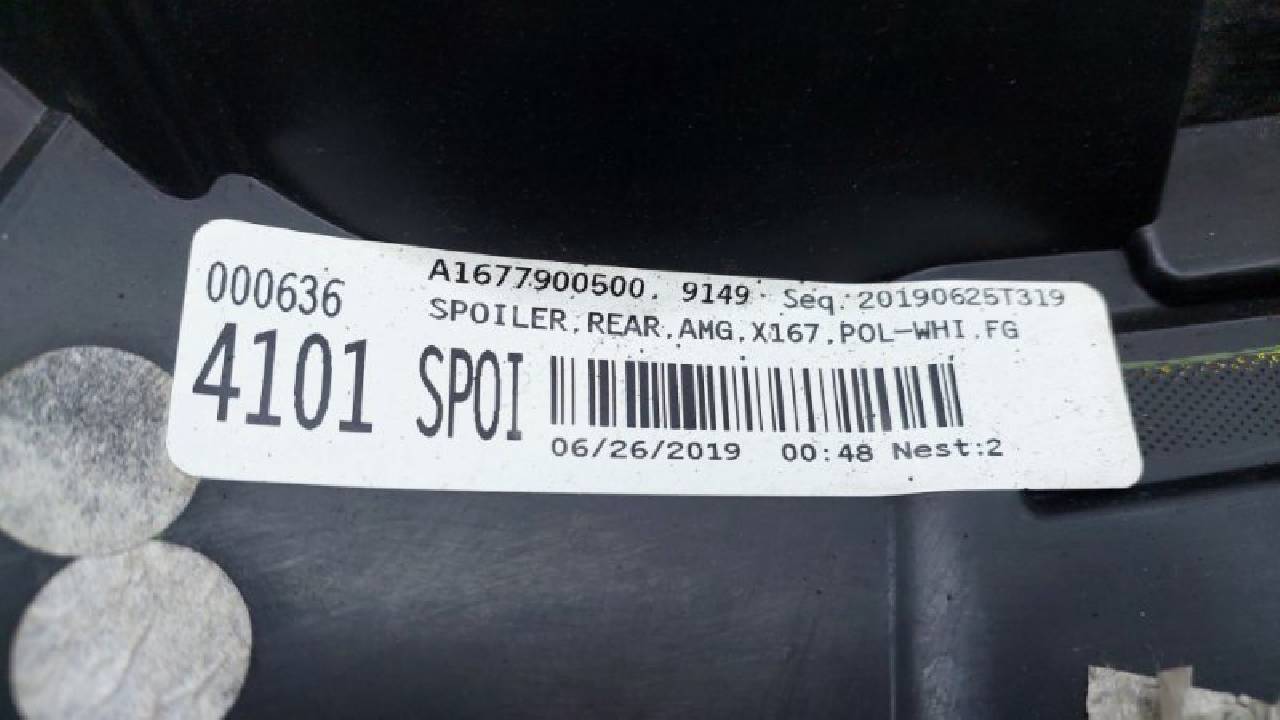 000636
A1677900500. 9149 Seq.:20190625T319
SPOILER,REAR,AMG,X167,POL-WHI,FG
4101 SPOI
06/26/2019 00:48 Nest:2